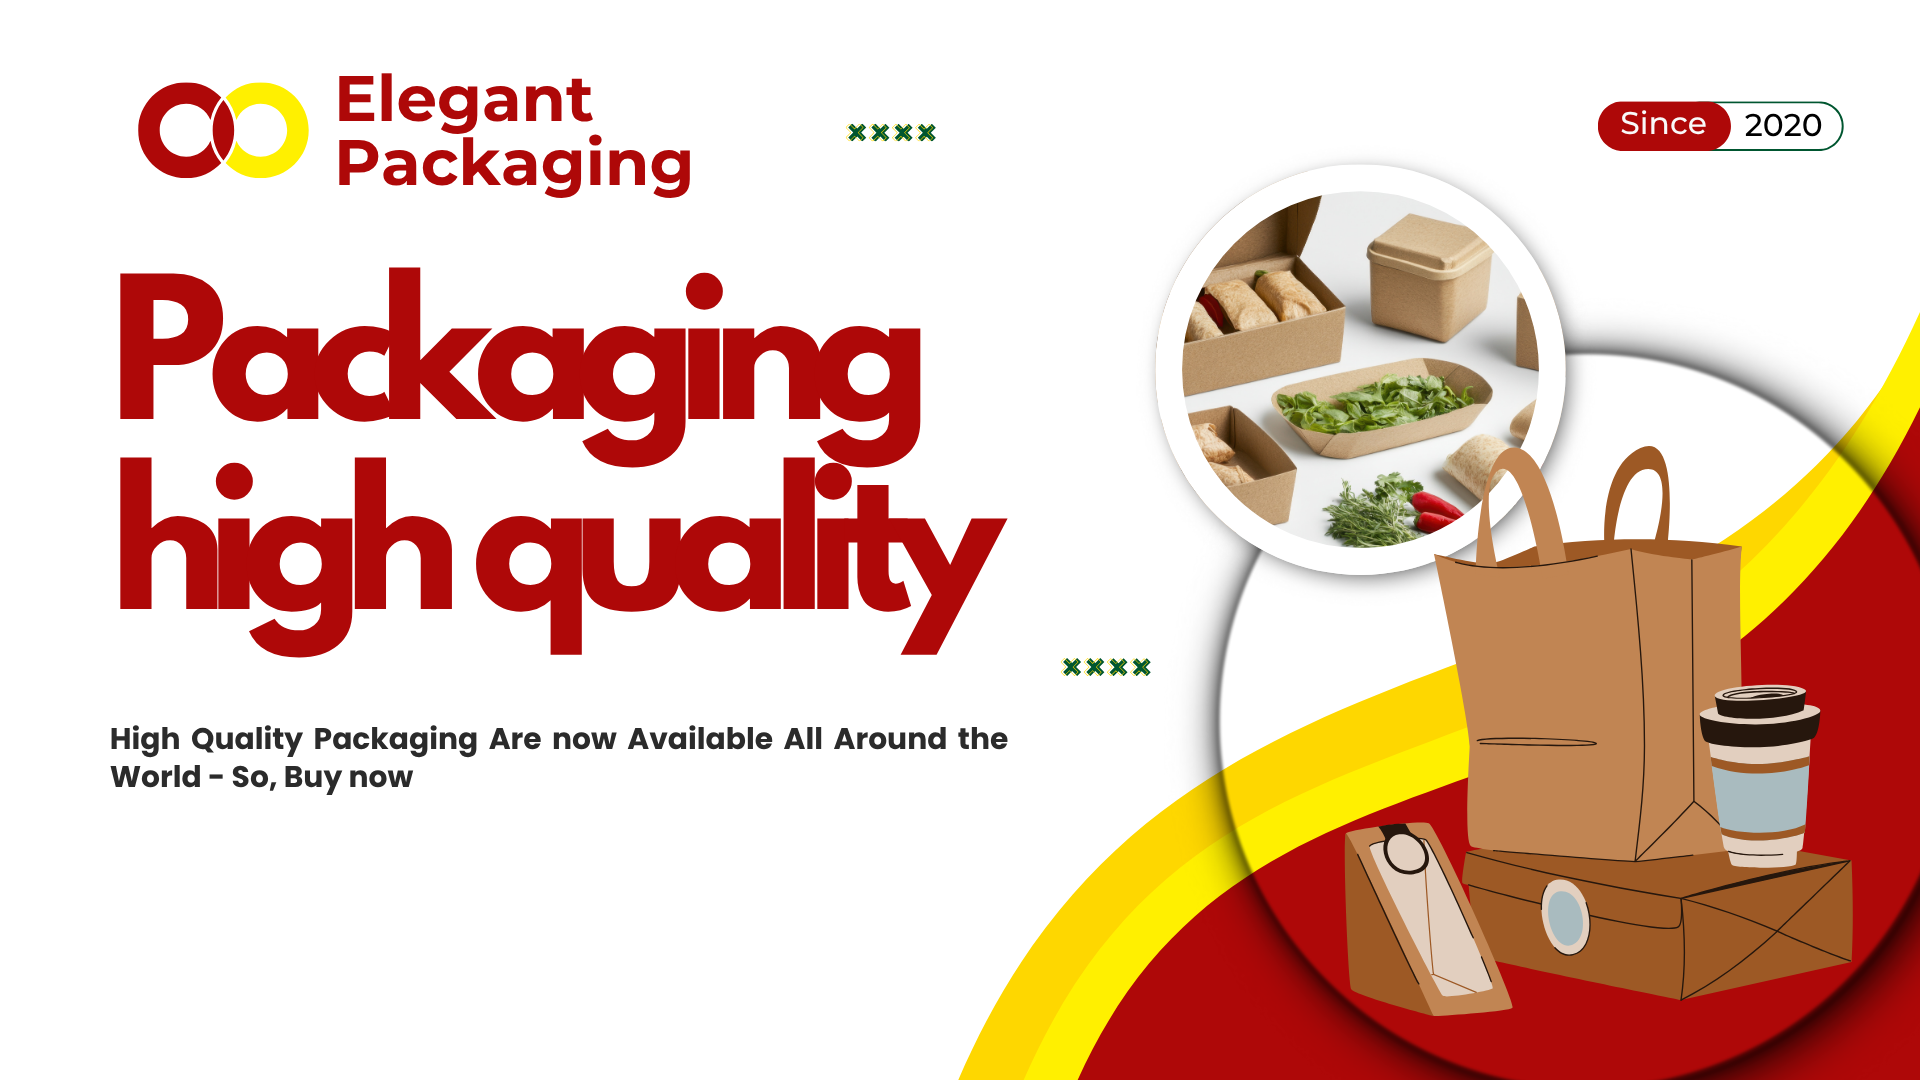 Elegant
Packaging
Since 2020
Packaging
high quality
High Quality Packaging Are now Available All Around the
World - So, Buy now